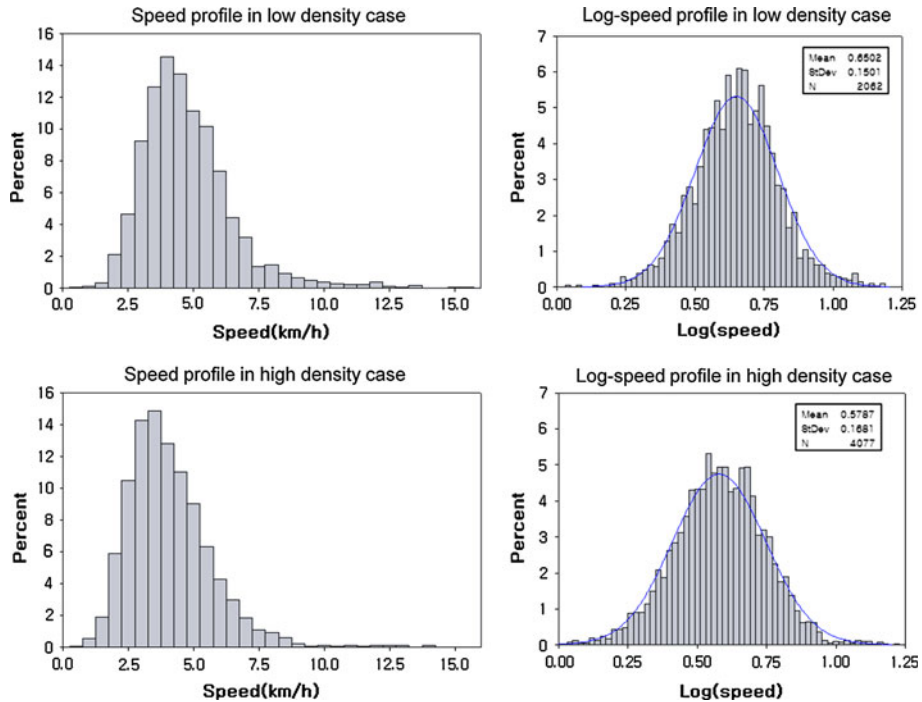 Speed profile in low density case
16
14
12
10
8
6
4
2
0
Percent
0.0 2.5 5.0 7.5 10.0 12.5 15.0
Speed(km/h)
Log-speed profile in low density case
7
6
5
4
3
2
1
0
Percent
Mean 0.6502
StDev 0.1501
N 2062
0.00 0.25 0.50 0.75 1.00 1.25
Log(speed)
Speed profile in high density case
16
14
12
10
8
6
4
2
0
Percent
0.0 2.5 5.0 7.5 10.0 12.5 15.0
Speed(km/h)
Log-speed profile in high density case
7
6
5
4
3
2
1
0
Percent
Mean 0.5787
StDev 0.1681
N 4077
0.00 0.25 0.50 0.75 1.00 1.25
Log(speed)